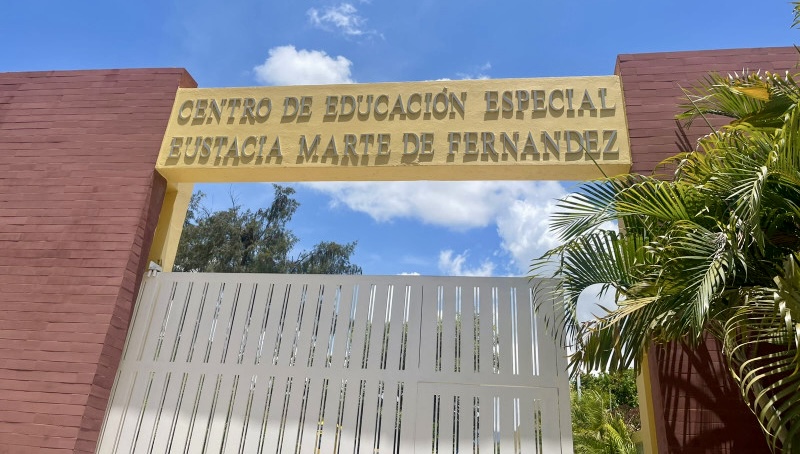 CENTRO DE EDUCACIÓN ESPECIAL
EUSTACIA MARTE DE FERNANDEZ